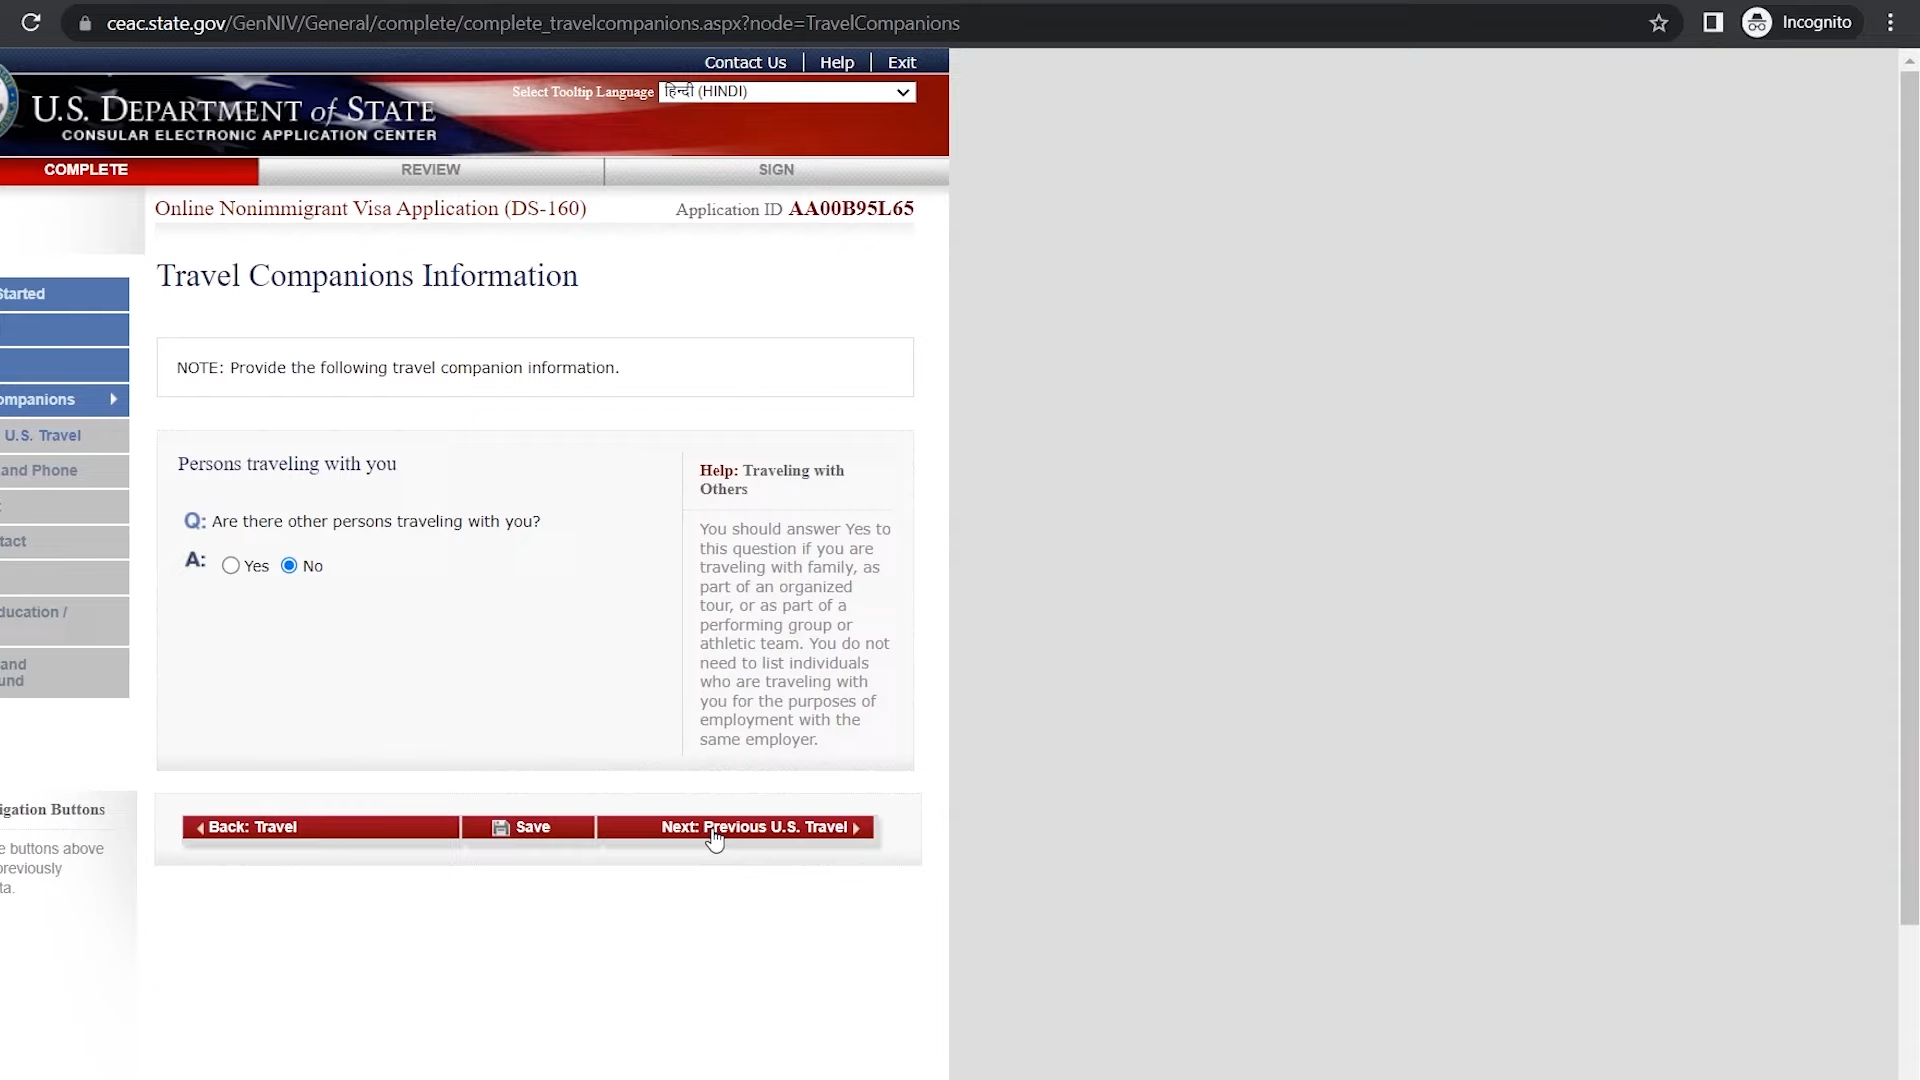 ceac.state.gov/GenNIV/General/complete/complete_travelcompanions.aspx?node=TravelCompanions
Incognito
Contact Us
Help
Exit
Select Tooltip Language
हिन्दी (HINDI)
U.S. DEPARTMENT of STATE
CONSULAR ELECTRONIC APPLICATION CENTER
COMPLETE
REVIEW
SIGN
Online Nonimmigrant Visa Application (DS-160)
Application ID AA00B95L65
Travel Companions Information
Started
ompanions
U.S. Travel
and Phone
tact
ducation /
and
und
NOTE: Provide the following travel companion information.
Persons traveling with you
Q: Are there other persons traveling with you?
A: Yes No
Help: Traveling with
Others
You should answer Yes to
this question if you are
traveling with family, as
part of an organized
tour, or as part of a
performing group or
athletic team. You do not
need to list individuals
who are traveling with
you for the purposes of
employment with the
same employer.
igation Buttons
e buttons above
previously
ta.
Back: Travel
Save
Next: Previous U.S. Travel